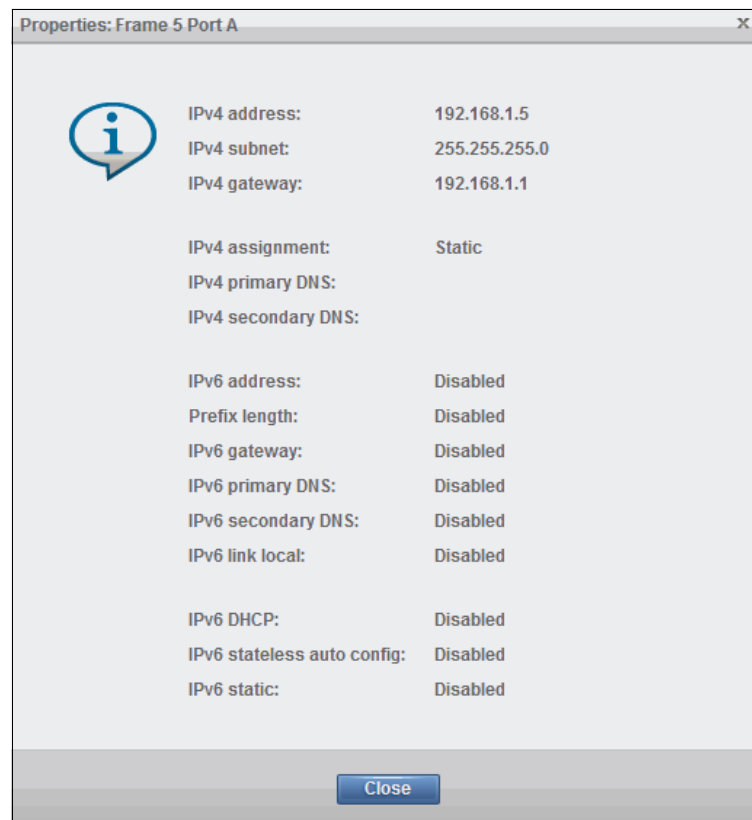 Properties: Frame 5 Port A x
IPv4 address: 192.168.1.5
IPv4 subnet: 255.255.255.0
IPv4 gateway: 192.168.1.1
IPv4 assignment: Static
IPv4 primary DNS:
IPv4 secondary DNS:
IPv6 address: Disabled
Prefix length: Disabled
IPv6 gateway: Disabled
IPv6 primary DNS: Disabled
IPv6 secondary DNS: Disabled
IPv6 link local: Disabled
IPv6 DHCP: Disabled
IPv6 stateless auto config: Disabled
IPv6 static: Disabled
Close